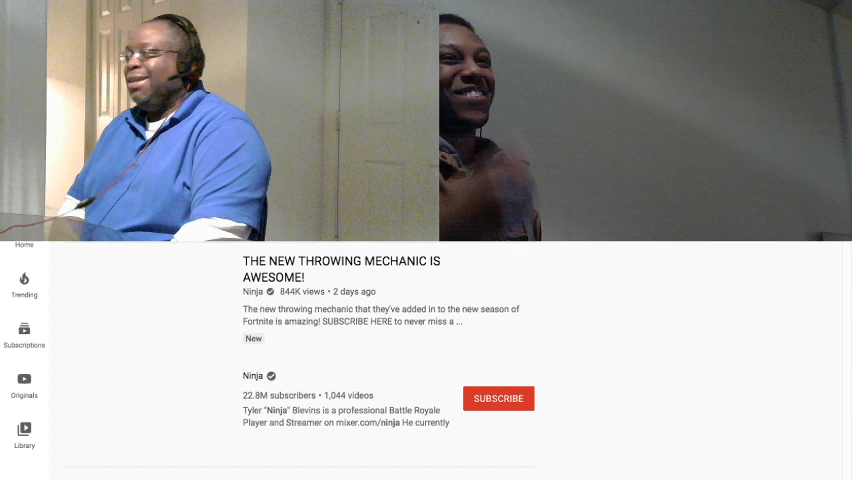 Home
Trending
Subscriptions
Originals
Library
THE NEW THROWING MECHANIC IS
AWESOME!
Ninja 844K views • 2 days ago
The new throwing mechanic that they've added in to the new season of
Fortnite is amazing! SUBSCRIBE HERE to never miss a ...
New
Ninja
22.8M subscribers • 1,044 videos
Tyler "Ninja" Blevins is a professional Battle Royale
Player and Streamer on mixer.com/ninja He currently
SUBSCRIBE